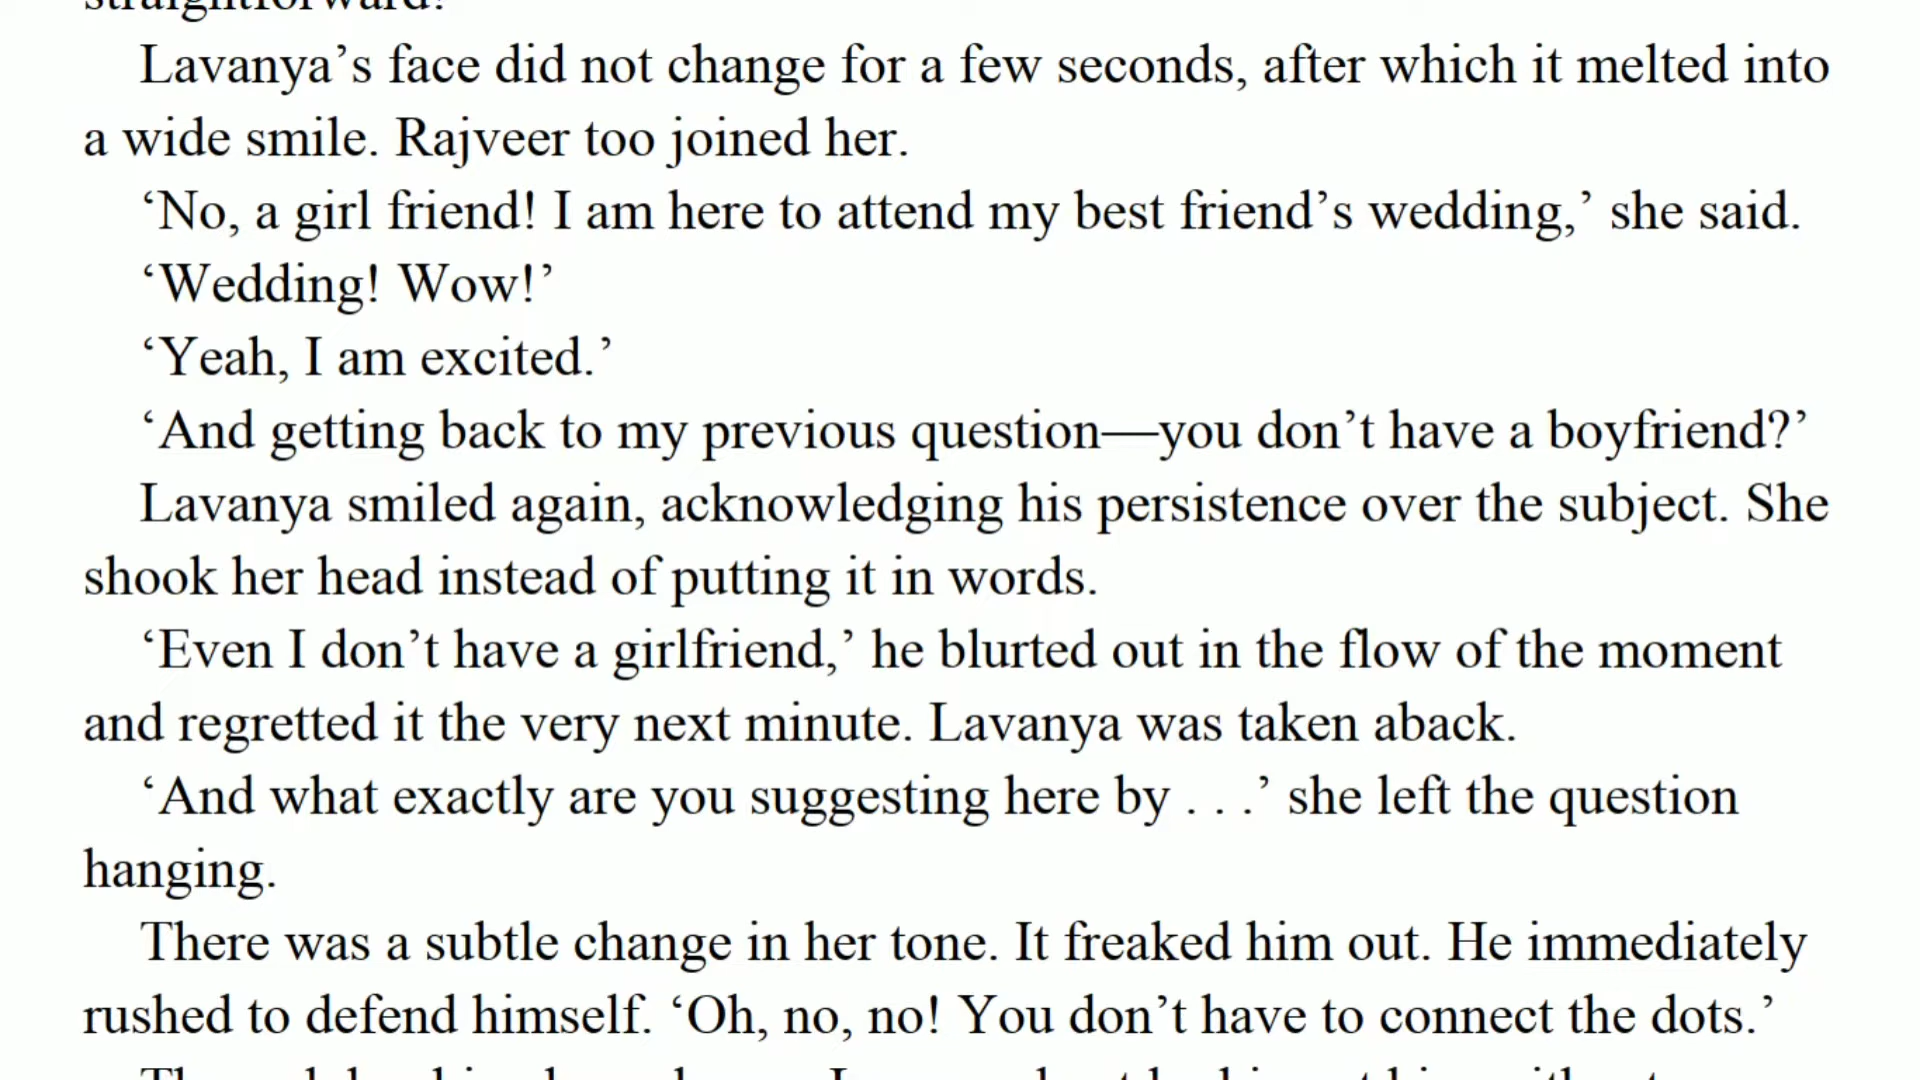 straightforward!
Lavanya’s face did not change for a few seconds, after which it melted into
a wide smile. Rajveer too joined her.
‘No, a girl friend! I am here to attend my best friend’s wedding,’ she said.
‘Wedding! Wow!’
‘Yeah, I am excited.’
‘And getting back to my previous question—you don’t have a boyfriend?’
Lavanya smiled again, acknowledging his persistence over the subject. She
shook her head instead of putting it in words.
‘Even I don’t have a girlfriend,’ he blurted out in the flow of the moment
and regretted it the very next minute. Lavanya was taken aback.
‘And what exactly are you suggesting here by . . .’ she left the question
hanging.
There was a subtle change in her tone. It freaked him out. He immediately
rushed to defend himself. ‘Oh, no, no! You don’t have to connect the dots.’